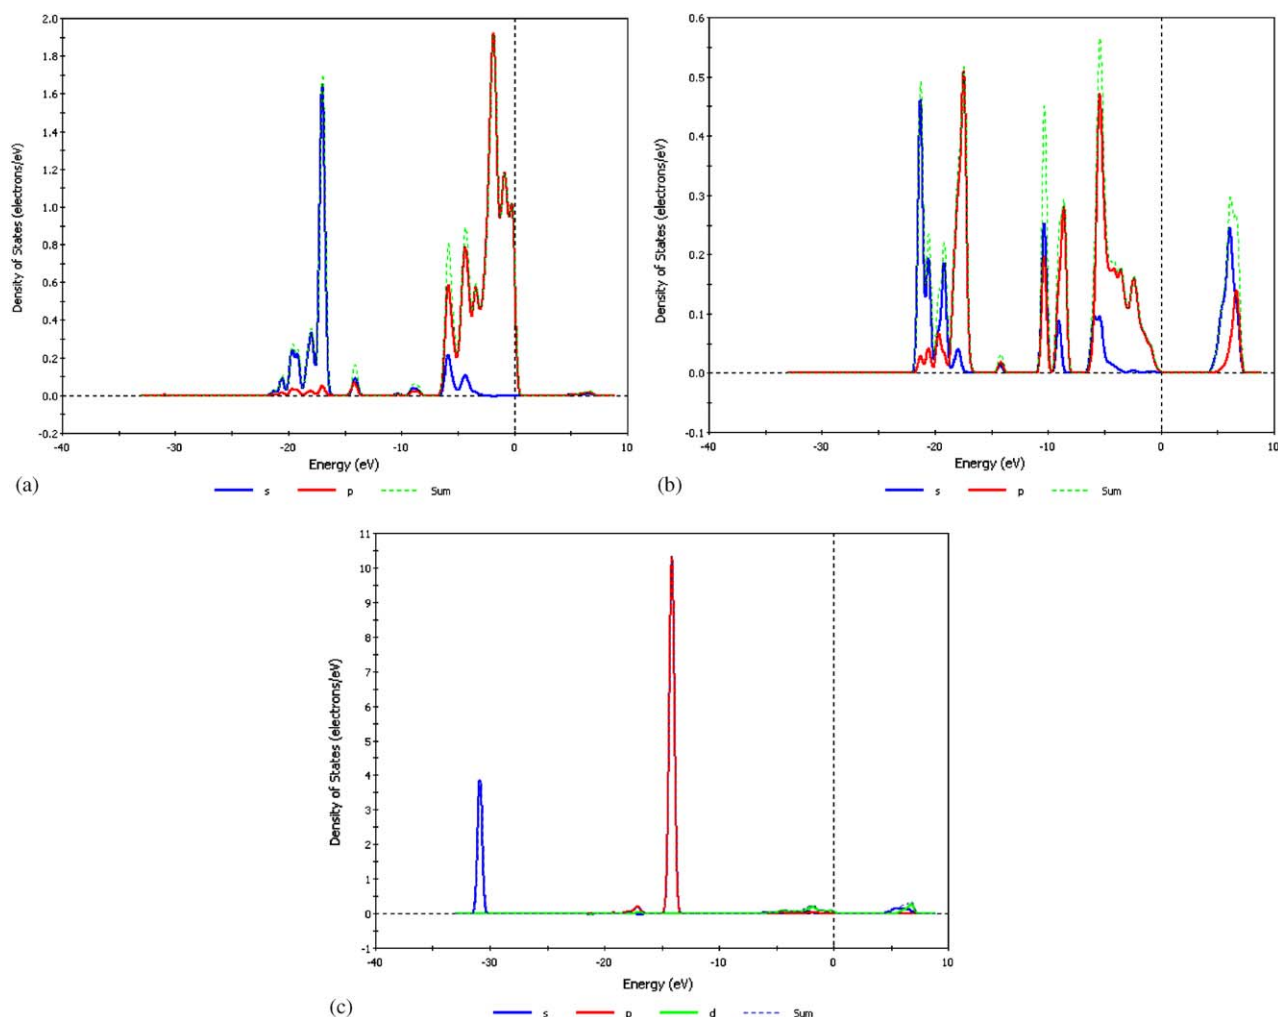 2.0
1.8
1.6
1.4
1.2
1.0
0.8
0.6
0.4
0.2
0.0
-0.2
Density of States (electrons/eV)
-40 -30 -20 -10 0 10
Energy (eV)
(a)
s p Sum
0.6
0.5
0.4
0.3
0.2
0.1
0.0
-0.1
Density of States (electrons/eV)
-40 -30 -20 -10 0 10
Energy (eV)
(b)
s p Sum
11
10
9
8
7
6
5
4
3
2
1
0
-1
Density of States (electrons/eV)
-40 -30 -20 -10 0 10
Energy (eV)
(c)
s p d Sum